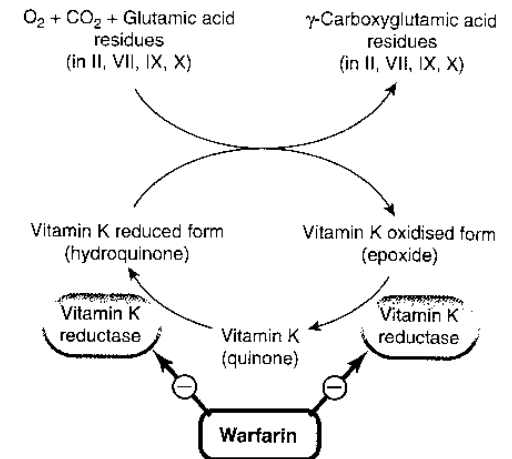 O₂ + CO₂ + Glutamic acid
residues
(in II, VII, IX, X)
γ-Carboxyglutamic acid
residues
(in II, VII, IX, X)
Vitamin K reduced form
(hydroquinone)
Vitamin K oxidised form
(epoxide)
Vitamin K
reductase
Vitamin K
(quinone)
Vitamin K
reductase
−
−
Warfarin